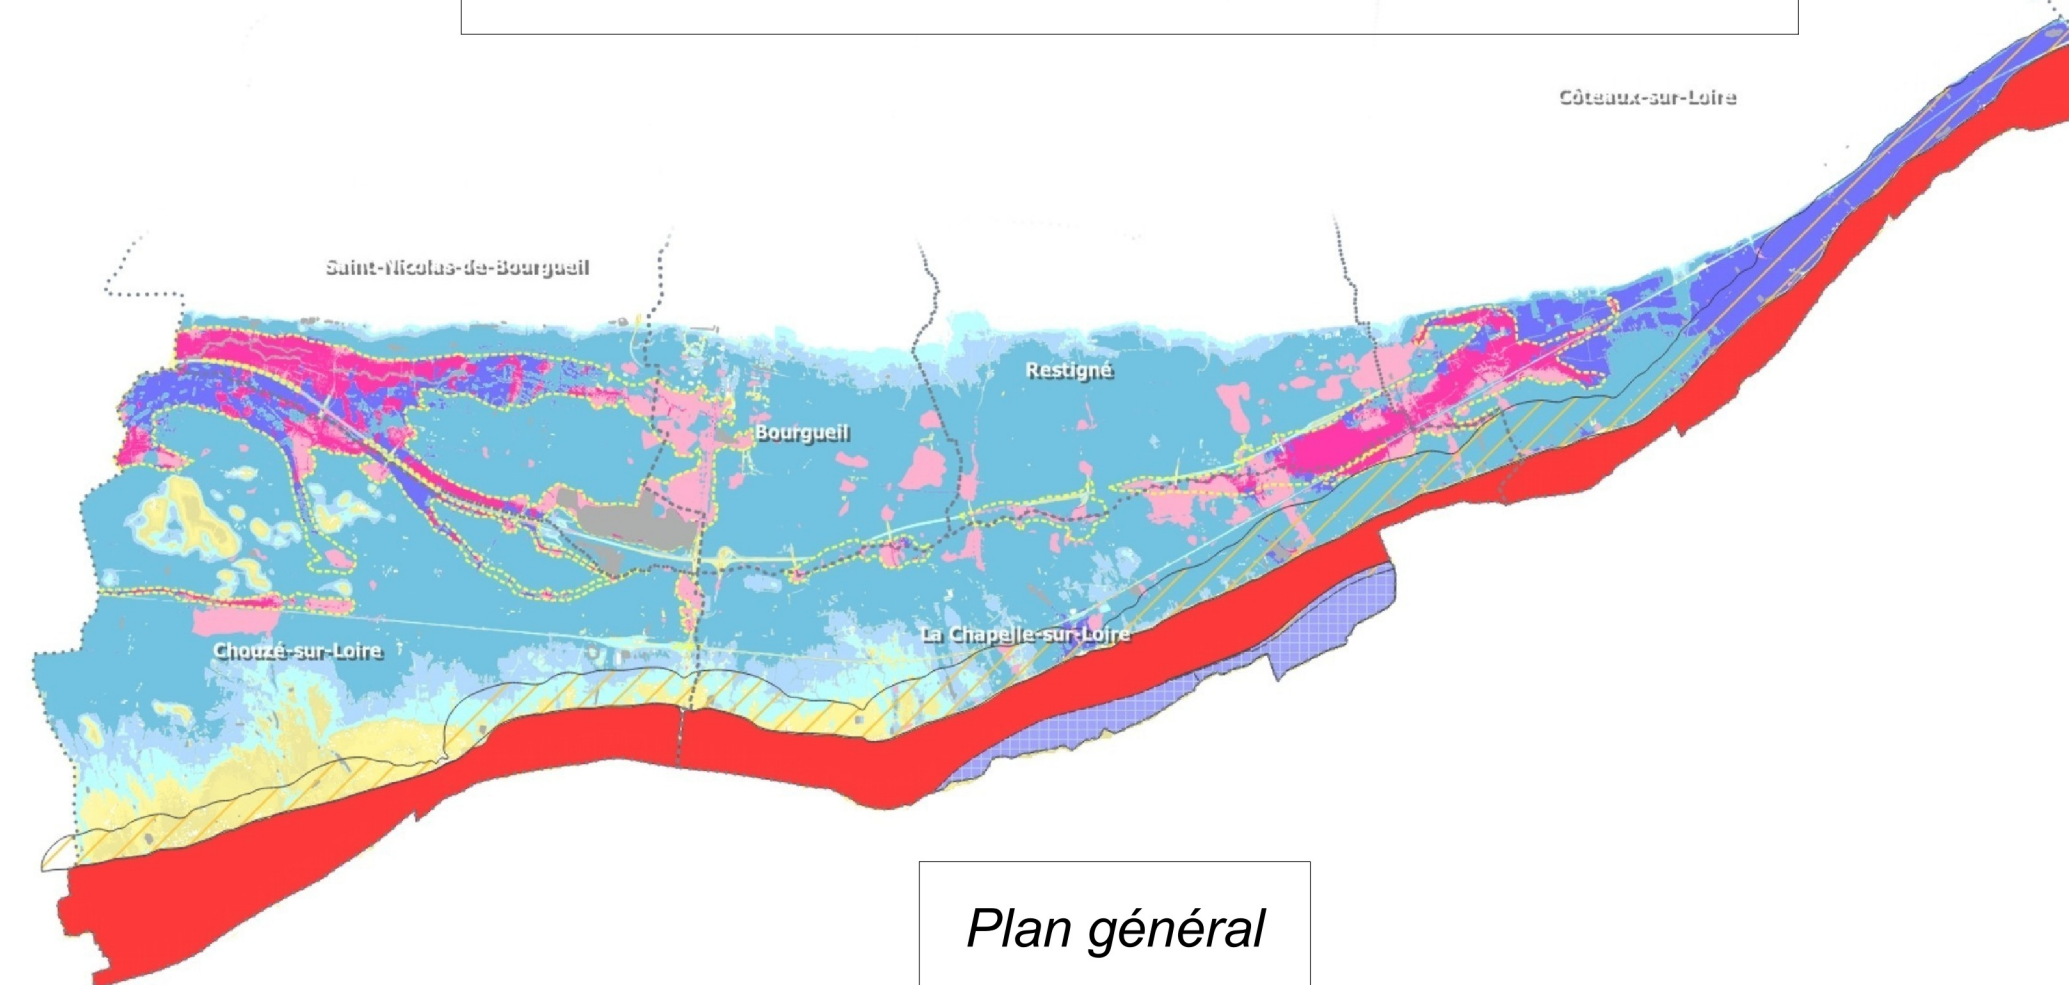 Côteaux-sur-Loire
Saint-Nicolas-de-Bourgueil
Restigné
Bourgueil
La Chapelle-sur-Loire
Chouzé-sur-Loire
Plan général